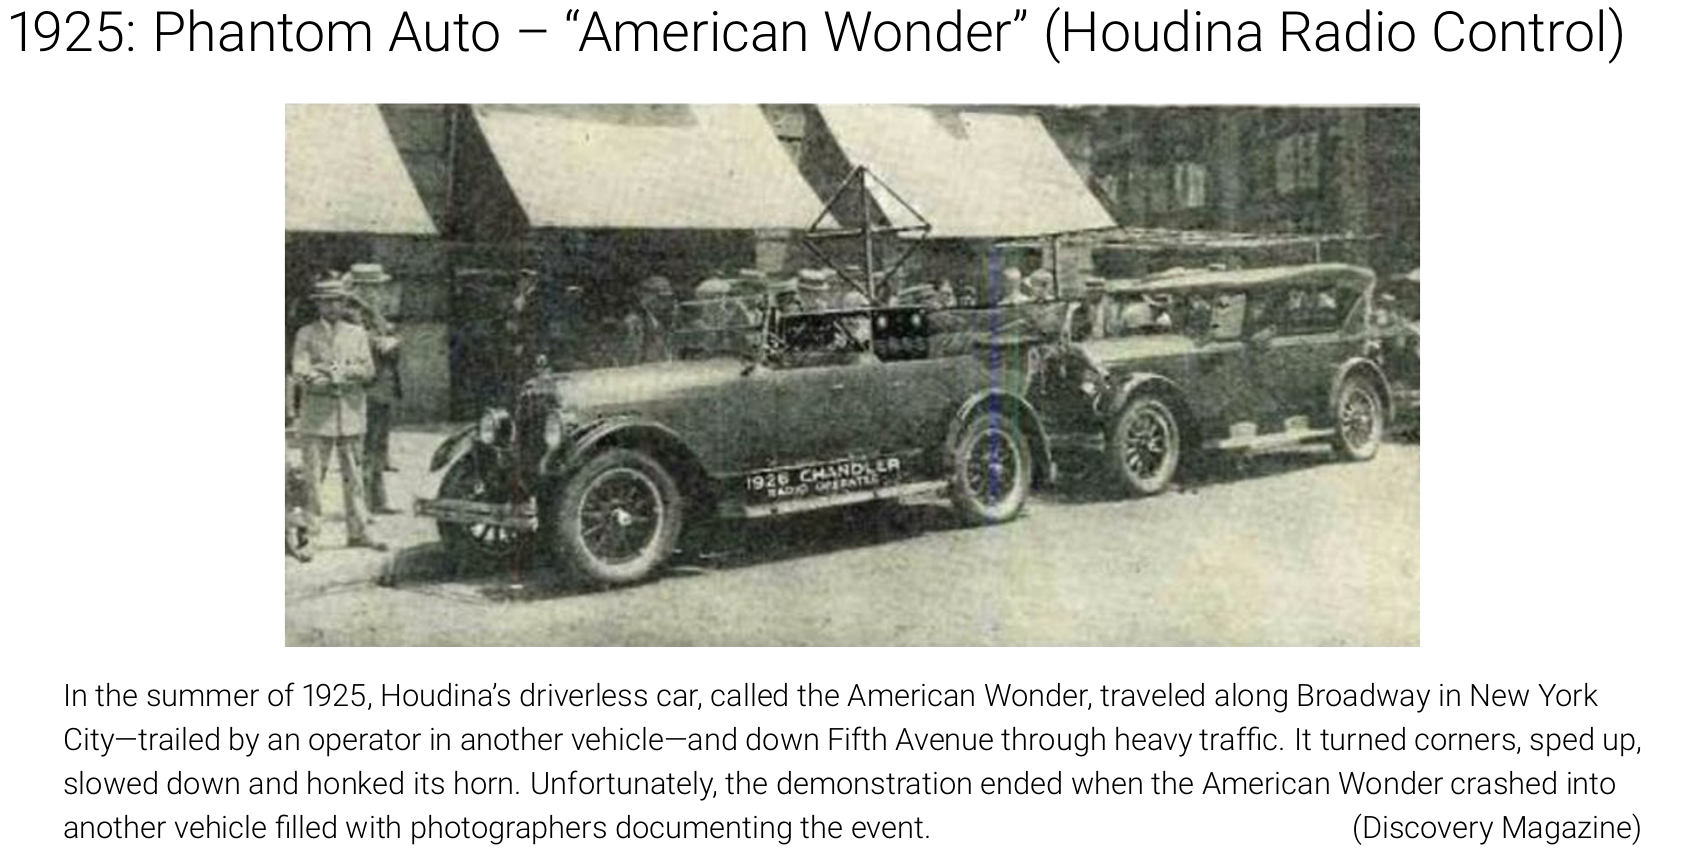 1925: Phantom Auto – “American Wonder” (Houdina Radio Control)
1926 CHANDLER
RADIO OPERATED
In the summer of 1925, Houdina’s driverless car, called the American Wonder, traveled along Broadway in New York
City—trailed by an operator in another vehicle—and down Fifth Avenue through heavy traffic. It turned corners, sped up,
slowed down and honked its horn. Unfortunately, the demonstration ended when the American Wonder crashed into
another vehicle filled with photographers documenting the event. (Discovery Magazine)